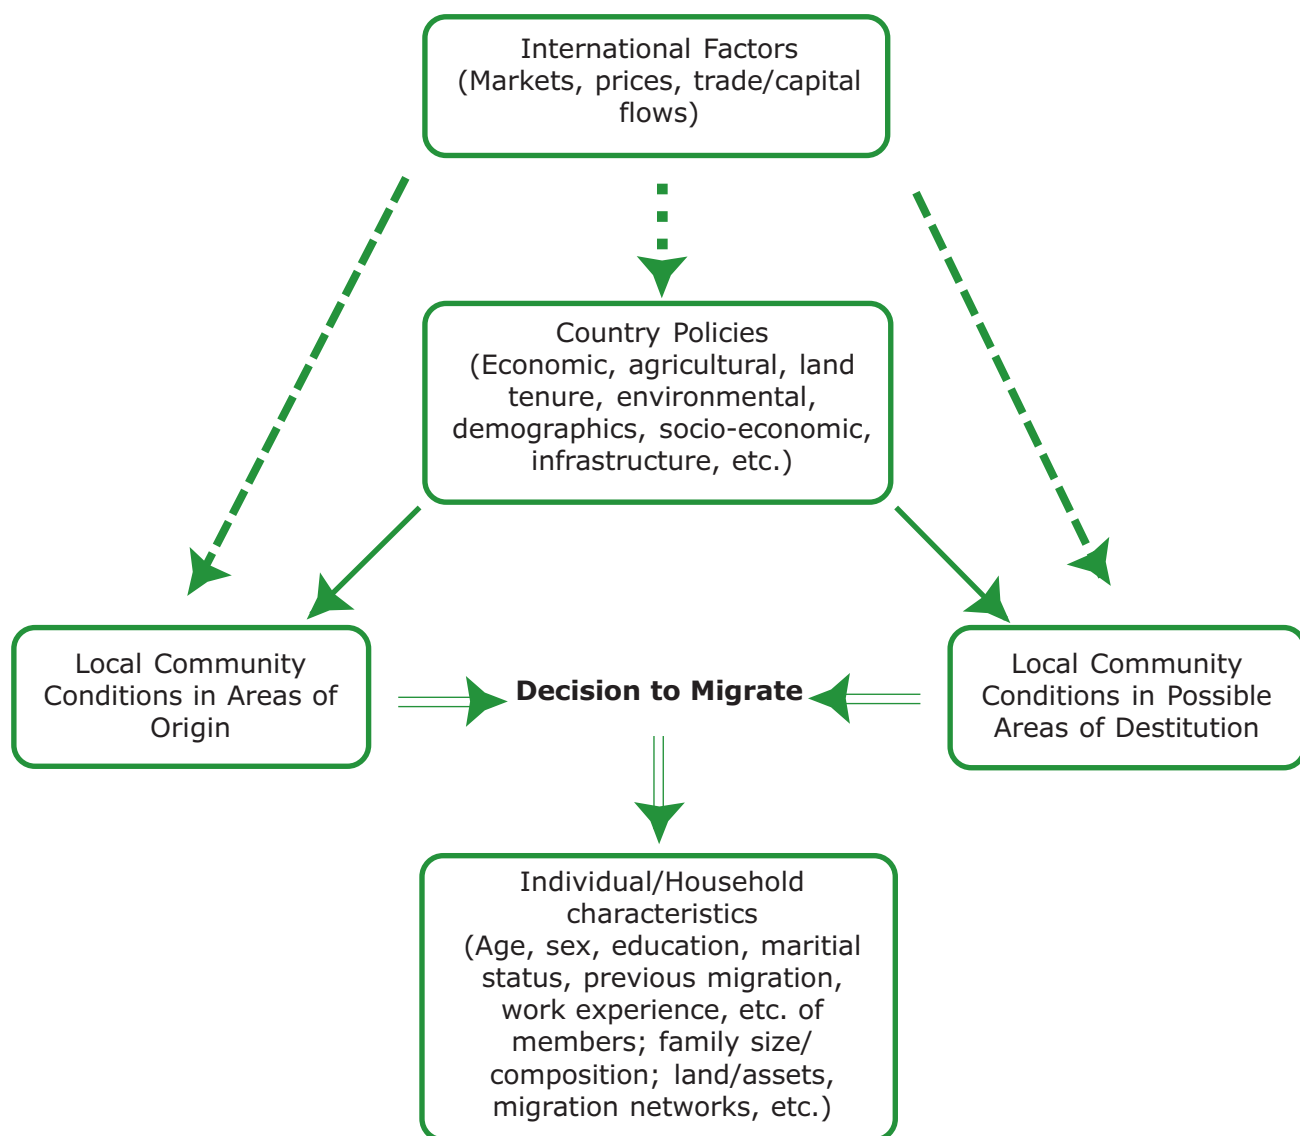 International Factors
(Markets, prices, trade/capital
flows)
Country Policies
(Economic, agricultural, land
tenure, environmental,
demographics, socio-economic,
infrastructure, etc.)
Local Community
Conditions in Areas of
Origin
Decision to Migrate
Local Community
Conditions in Possible
Areas of Destitution
Individual/Household
characteristics
(Age, sex, education, maritial
status, previous migration,
work experience, etc. of
members; family size/
composition; land/assets,
migration networks, etc.)